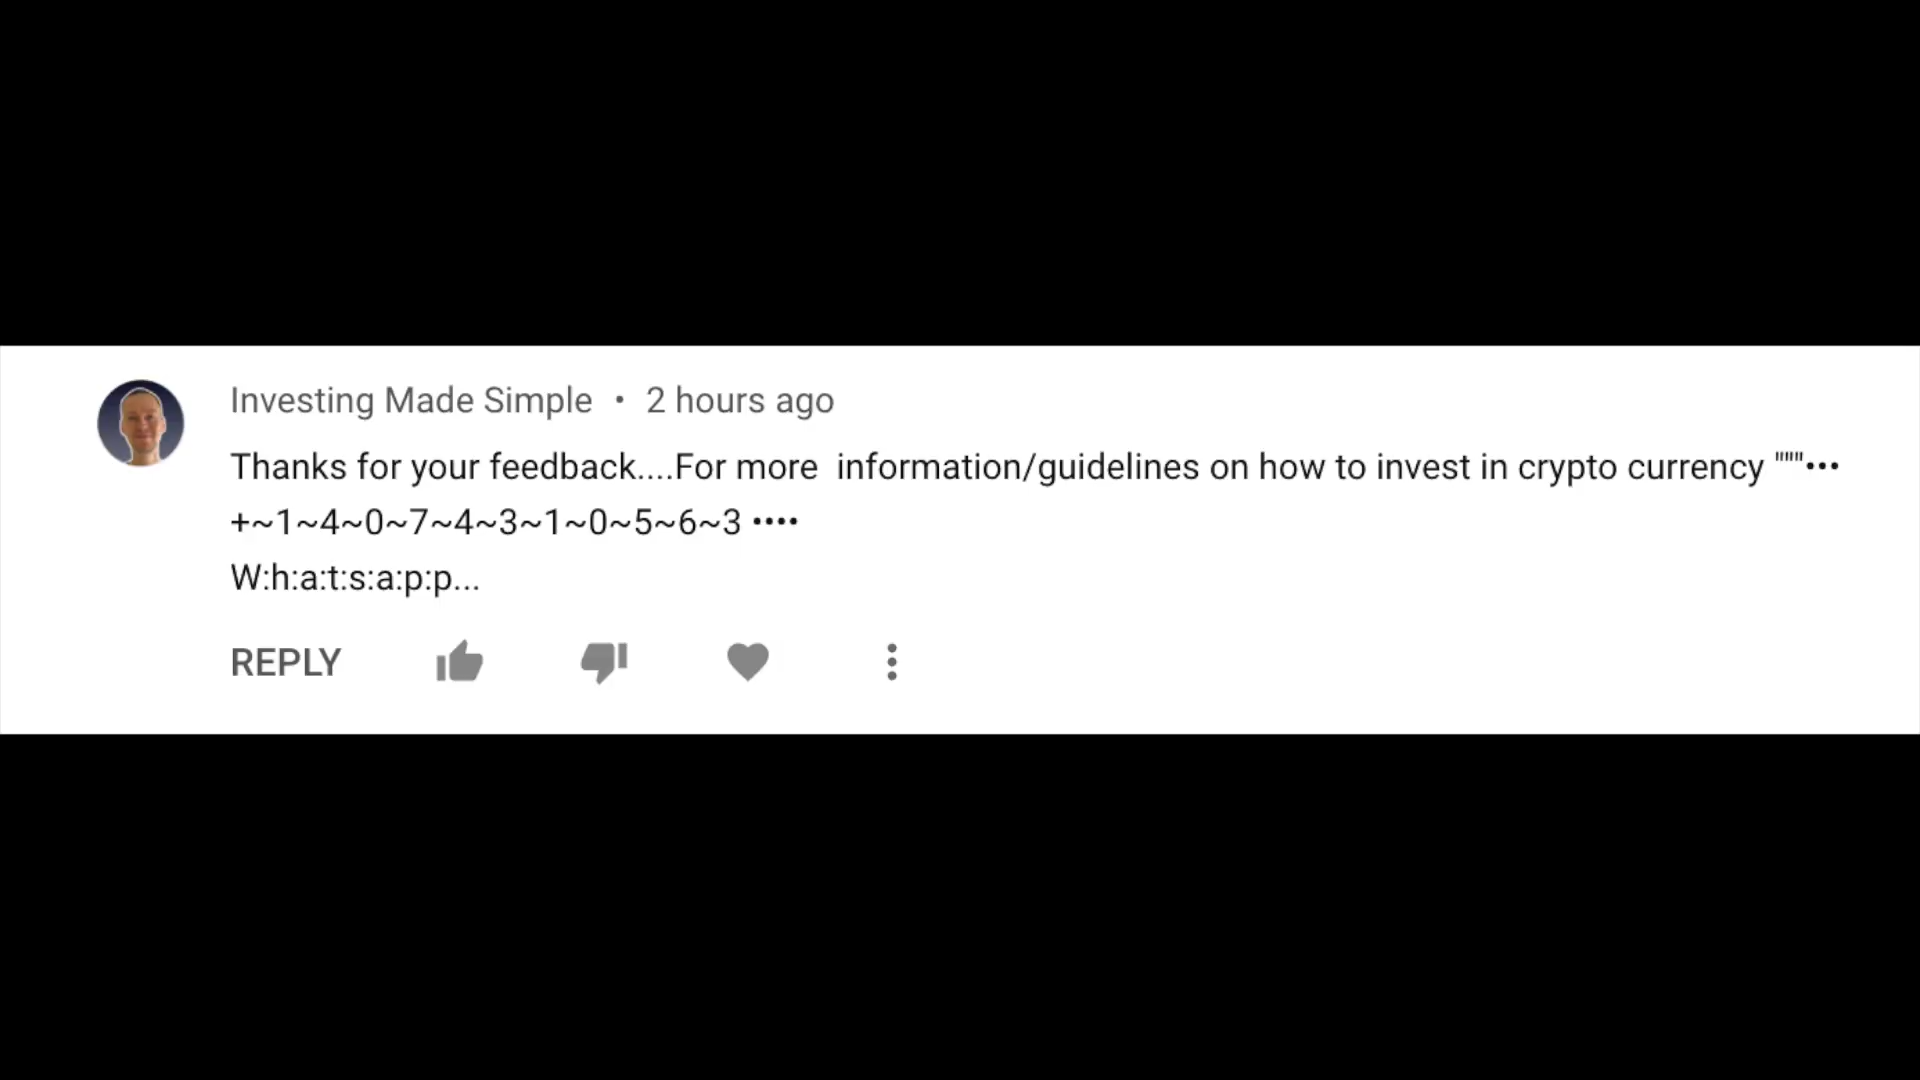 Investing Made Simple • 2 hours ago
Thanks for your feedback....For more  information/guidelines on how to invest in crypto currency """•••
+~1~4~0~7~4~3~1~0~5~6~3 ••••
W:h:a:t:s:a:p:p...
REPLY